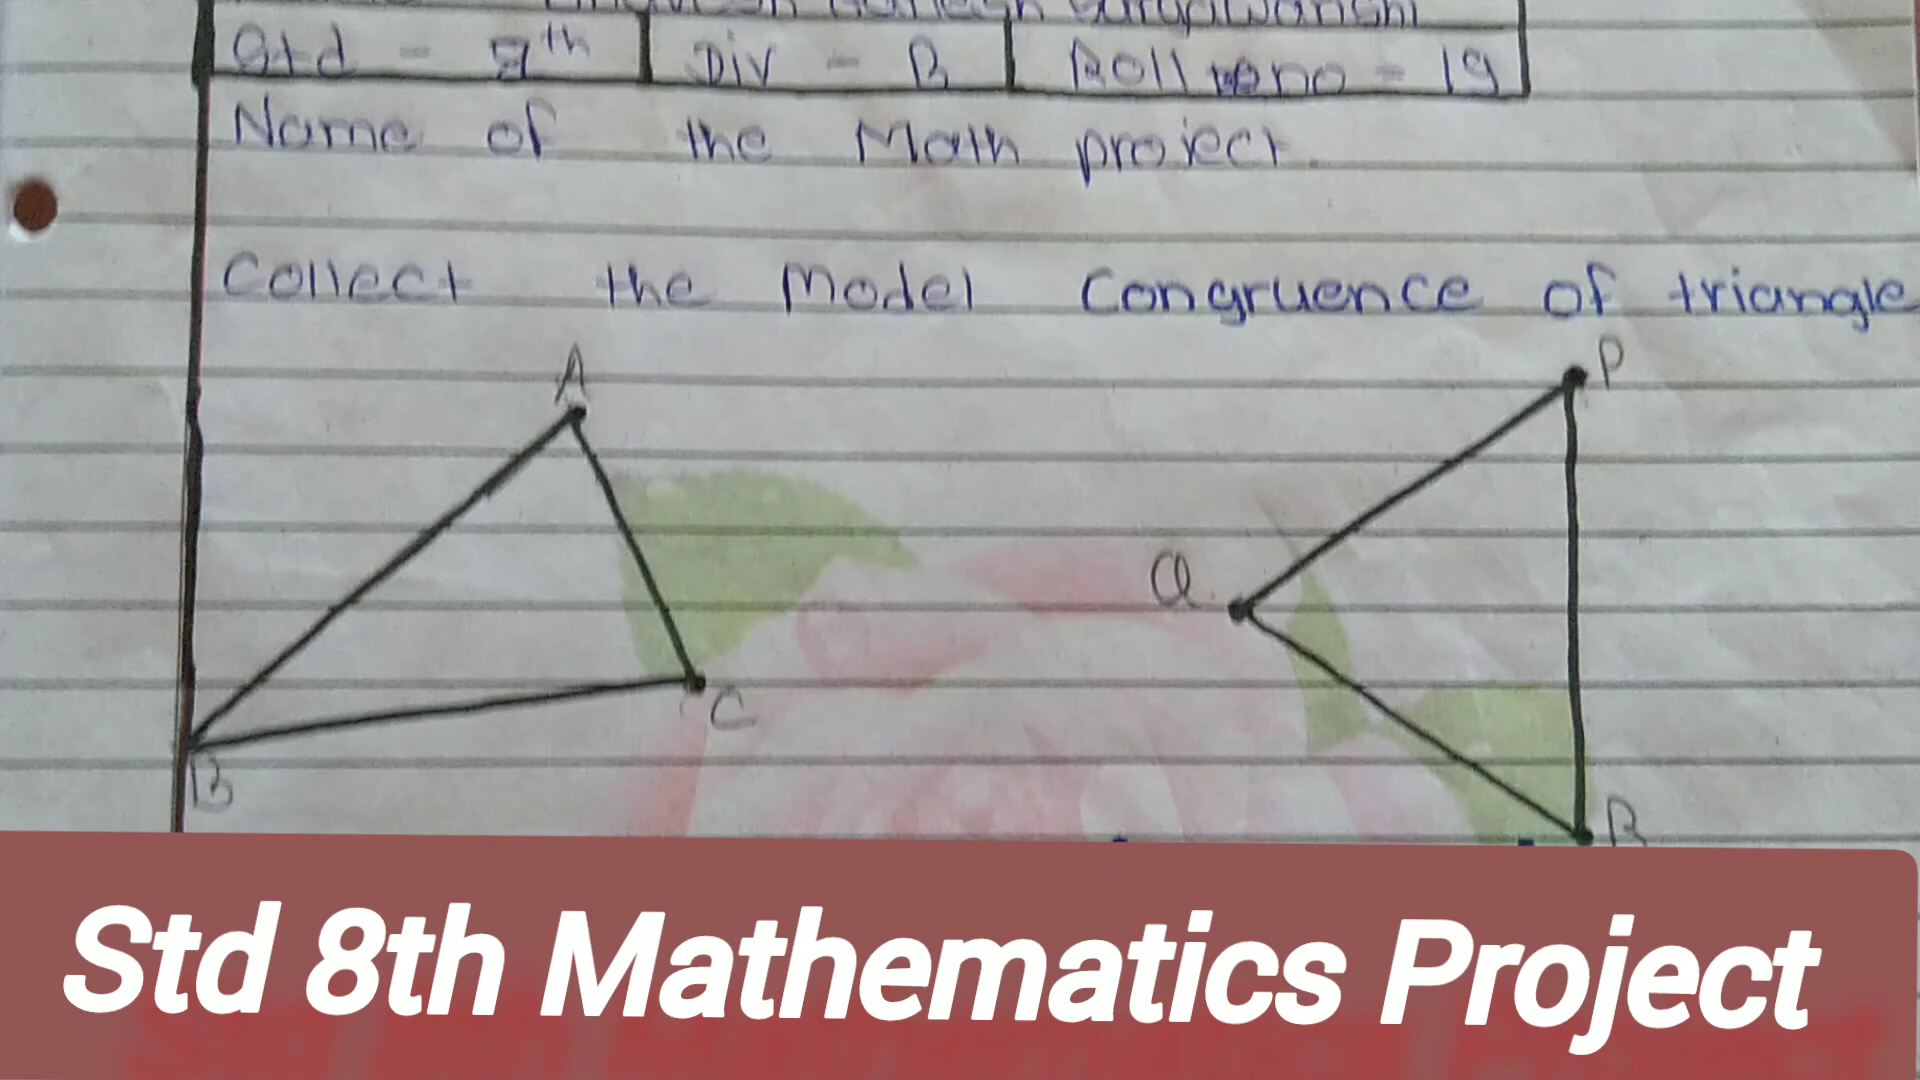 Suryawanshi
Std - 8th Div - B Roll no = 19
Name of the Math project.
Collect the Model Congruence of triangle
A
P
Q
C
B
R
Std 8th Mathematics Project